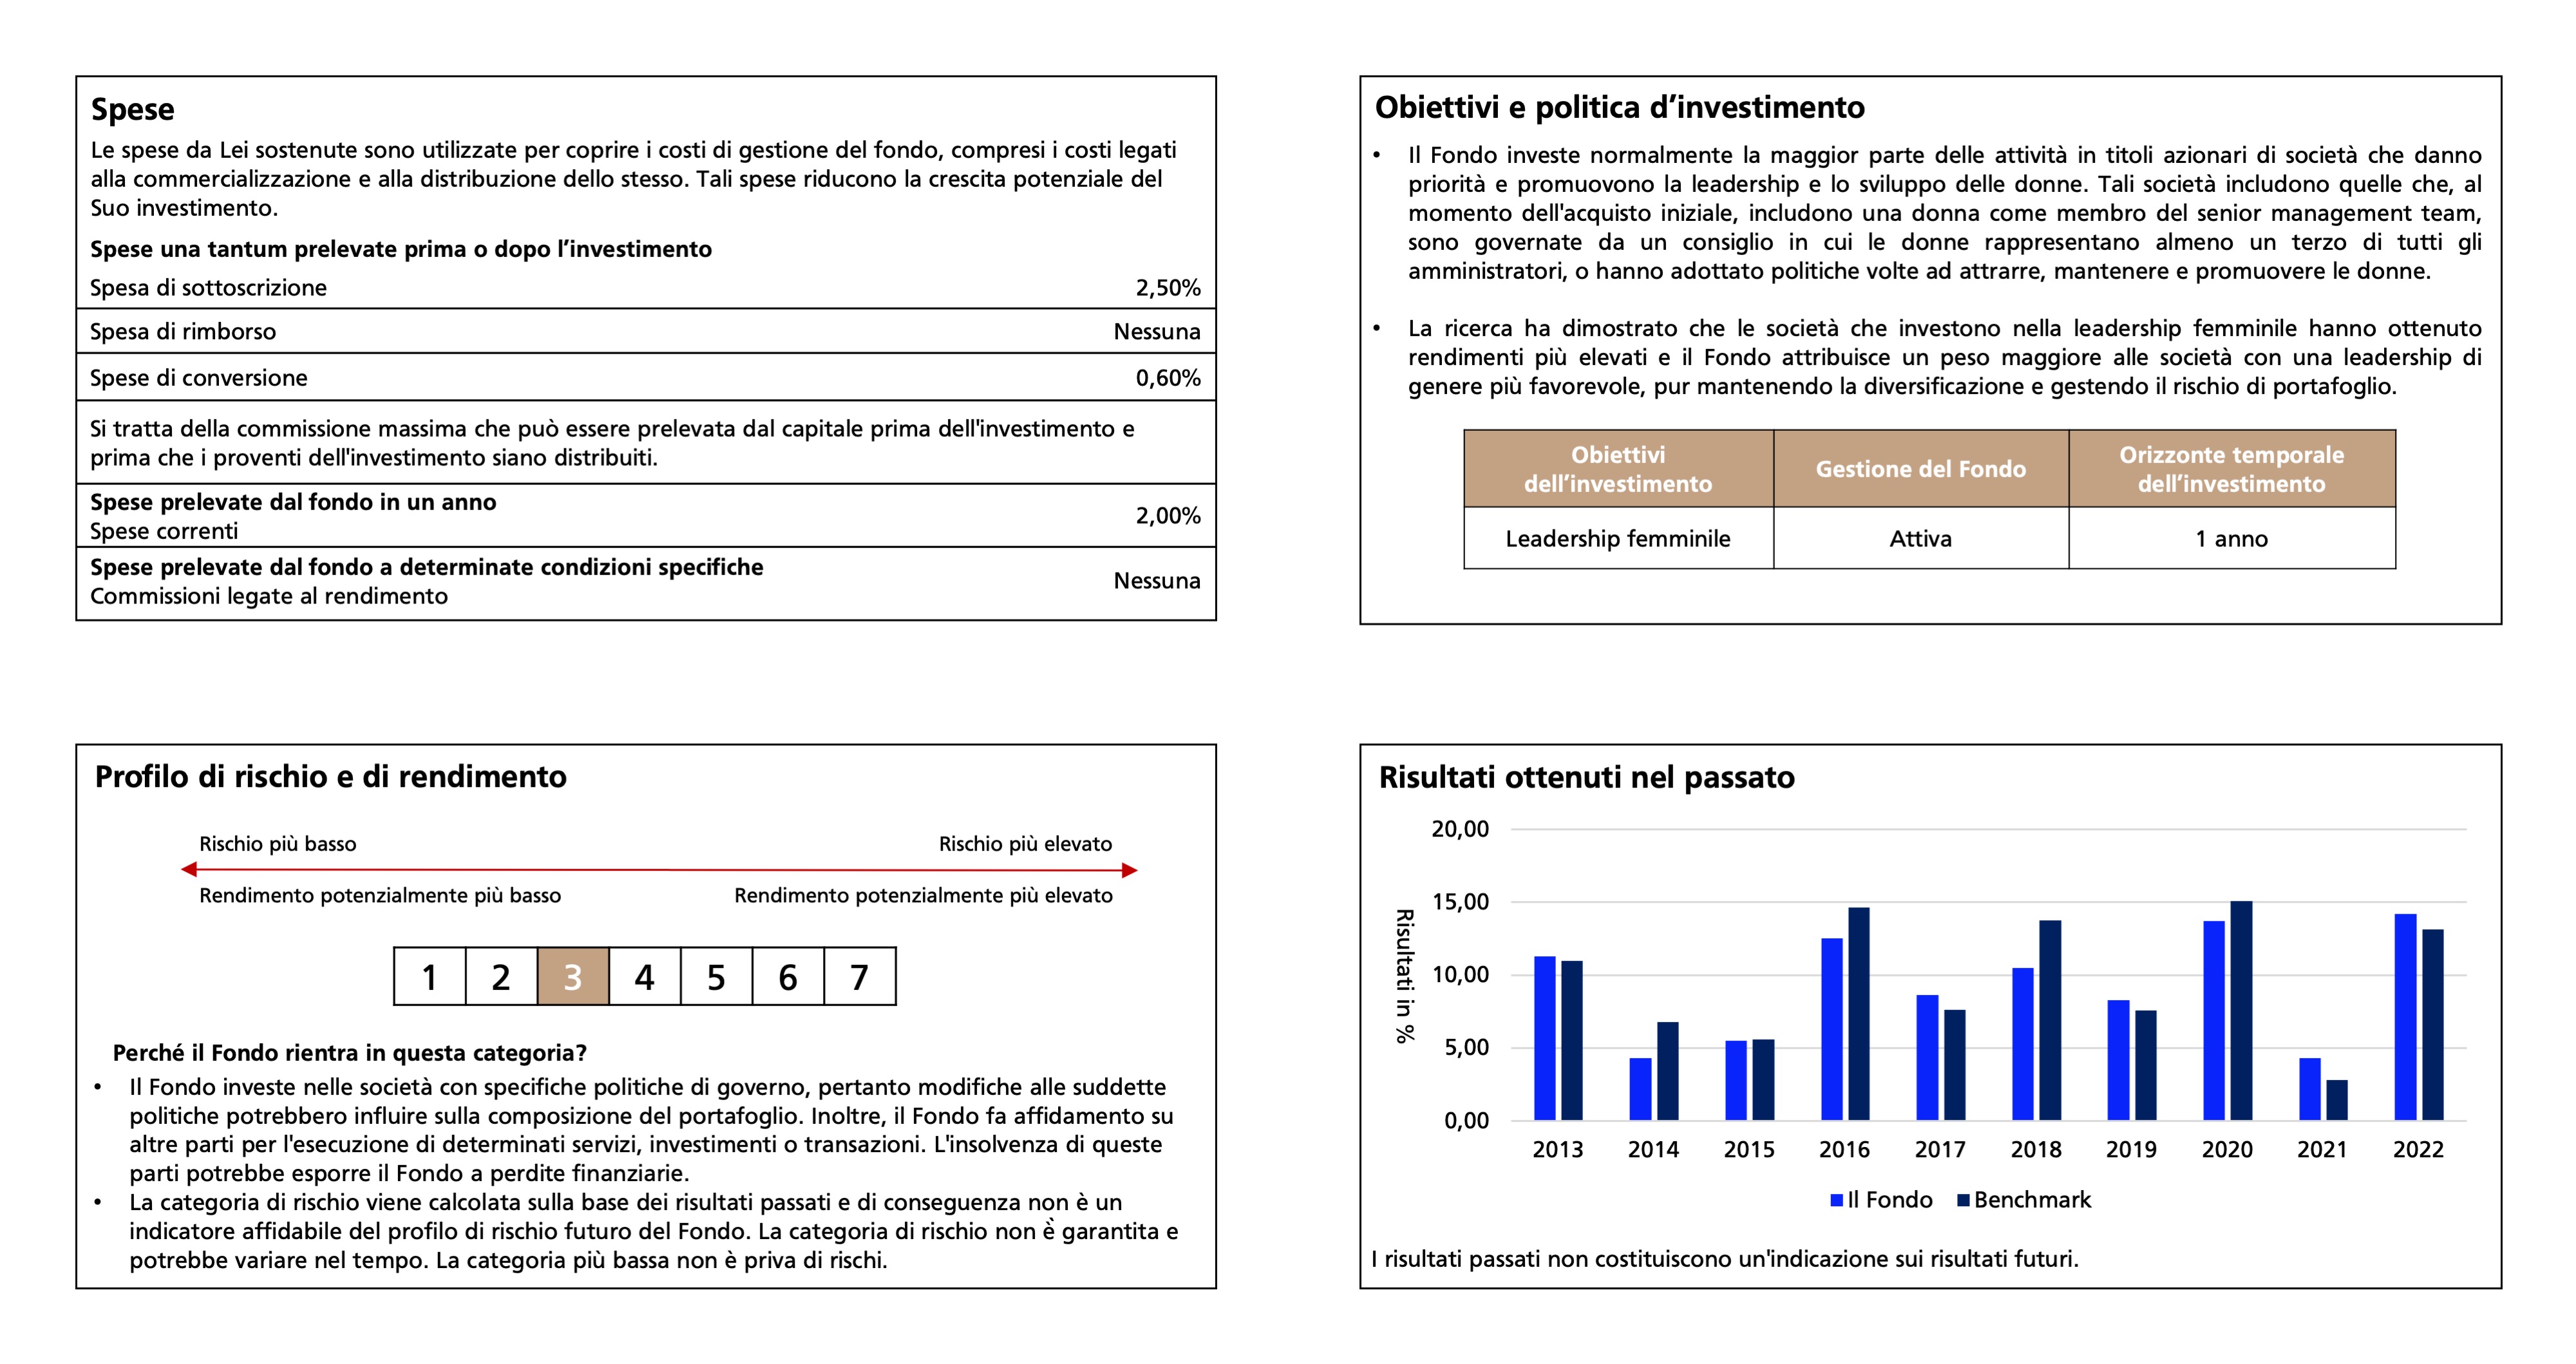 Spese
Le spese da Lei sostenute sono utilizzate per coprire i costi di gestione del fondo, compresi i costi legati
alla commercializzazione e alla distribuzione dello stesso. Tali spese riducono la crescita potenziale del
Suo investimento.
Spese una tantum prelevate prima o dopo l’investimento
Spesa di sottoscrizione 2,50%
Spesa di rimborso Nessuna
Spese di conversione 0,60%
Si tratta della commissione massima che può essere prelevata dal capitale prima dell'investimento e
prima che i proventi dell'investimento siano distribuiti.
Spese prelevate dal fondo in un anno
Spese correnti 2,00%
Spese prelevate dal fondo a determinate condizioni specifiche
Commissioni legate al rendimento Nessuna
Obiettivi e politica d’investimento
• Il Fondo investe normalmente la maggior parte delle attività in titoli azionari di società che danno
priorità e promuovono la leadership e lo sviluppo delle donne. Tali società includono quelle che, al
momento dell'acquisto iniziale, includono una donna come membro del senior management team,
sono governate da un consiglio in cui le donne rappresentano almeno un terzo di tutti gli
amministratori, o hanno adottato politiche volte ad attrarre, mantenere e promuovere le donne.
• La ricerca ha dimostrato che le società che investono nella leadership femminile hanno ottenuto
rendimenti più elevati e il Fondo attribuisce un peso maggiore alle società con una leadership di
genere più favorevole, pur mantenendo la diversificazione e gestendo il rischio di portafoglio.
Obiettivi
dell’investimento
Gestione del Fondo
Orizzonte temporale
dell’investimento
Leadership femminile
Attiva
1 anno
Profilo di rischio e di rendimento
Rischio più basso
Rischio più elevato
Rendimento potenzialmente più basso
Rendimento potenzialmente più elevato
1 2 3 4 5 6 7
Perché il Fondo rientra in questa categoria?
• Il Fondo investe nelle società con specifiche politiche di governo, pertanto modifiche alle suddette
politiche potrebbero influire sulla composizione del portafoglio. Inoltre, il Fondo fa affidamento su
altre parti per l'esecuzione di determinati servizi, investimenti o transazioni. L'insolvenza di queste
parti potrebbe esporre il Fondo a perdite finanziarie.
• La categoria di rischio viene calcolata sulla base dei risultati passati e di conseguenza non è un
indicatore affidabile del profilo di rischio futuro del Fondo. La categoria di rischio non è garantita e
potrebbe variare nel tempo. La categoria più bassa non è priva di rischi.
Risultati ottenuti nel passato
Risultati in %
20,00
15,00
10,00
5,00
0,00
2013 2014 2015 2016 2017 2018 2019 2020 2021 2022
Il Fondo Benchmark
I risultati passati non costituiscono un'indicazione sui risultati futuri.